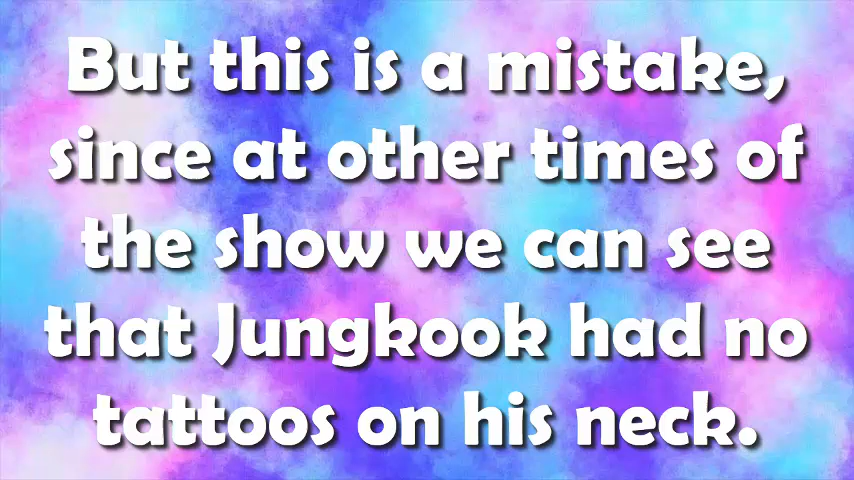 But this is a mistake,
since at other times of
the show we can see
that Jungkook had no
tattoos on his neck.